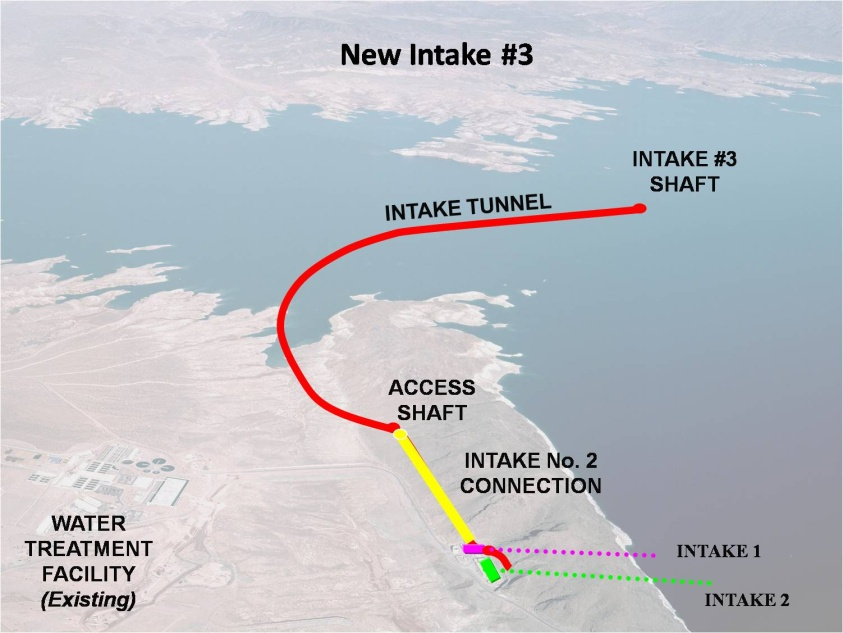 New Intake #3
INTAKE #3
SHAFT
INTAKE TUNNEL
ACCESS
SHAFT
INTAKE No. 2
CONNECTION
WATER
TREATMENT
FACILITY
(Existing)
INTAKE 1
INTAKE 2